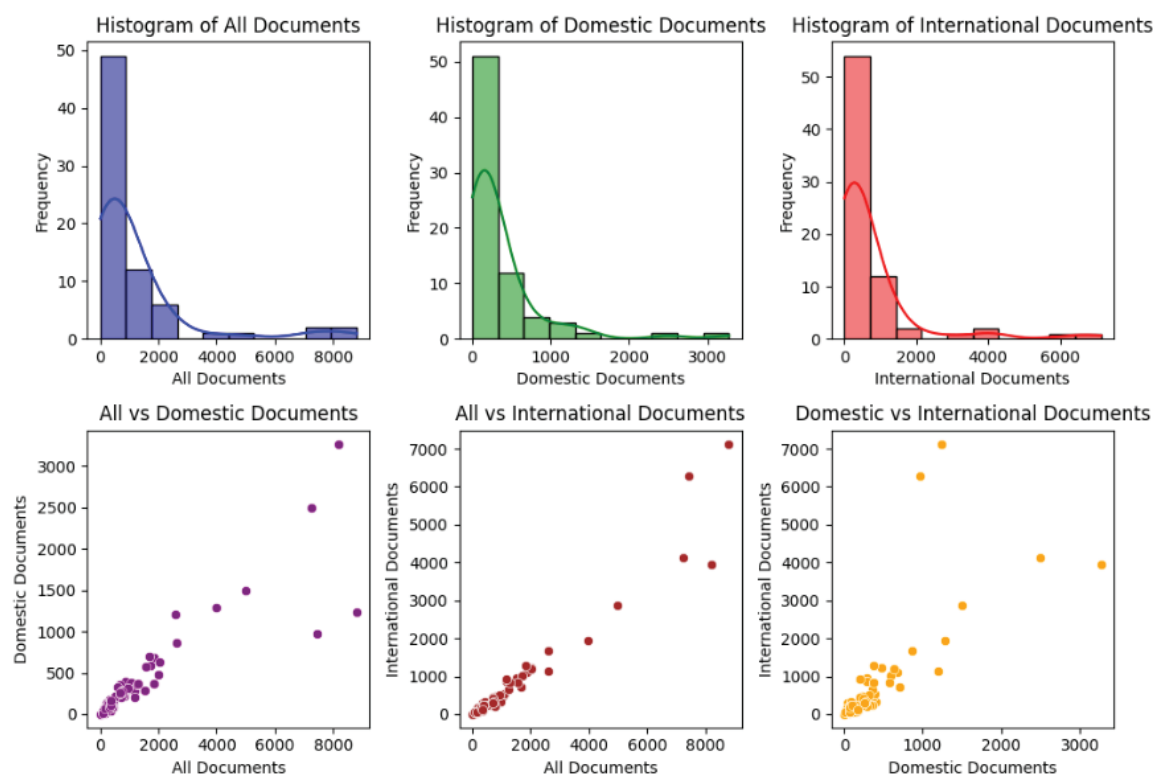 Histogram of All Documents
50
40
30
20
10
0
Frequency
0 2000 4000 6000 8000
All Documents
Histogram of Domestic Documents
50
40
30
20
10
0
Frequency
0 1000 2000 3000
Domestic Documents
Histogram of International Documents
50
40
30
20
10
0
Frequency
0 2000 4000 6000
International Documents
All vs Domestic Documents
3000
2500
2000
1500
1000
500
0
Domestic Documents
0 2000 4000 6000 8000
All Documents
All vs International Documents
7000
6000
5000
4000
3000
2000
1000
0
International Documents
0 2000 4000 6000 8000
All Documents
Domestic vs International Documents
7000
6000
5000
4000
3000
2000
1000
0
International Documents
0 1000 2000 3000
Domestic Documents